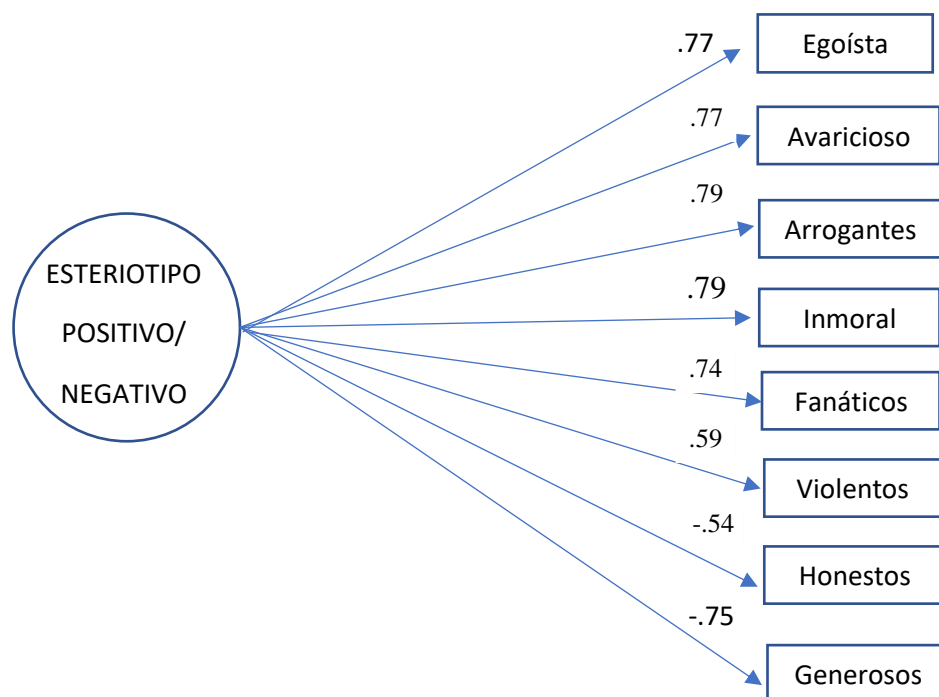 .77
Egoísta
.77
Avaricioso
.79
Arrogantes
ESTERIOTIPO
POSITIVO/
NEGATIVO
.79
Inmoral
.74
Fanáticos
.59
Violentos
-.54
Honestos
-.75
Generosos